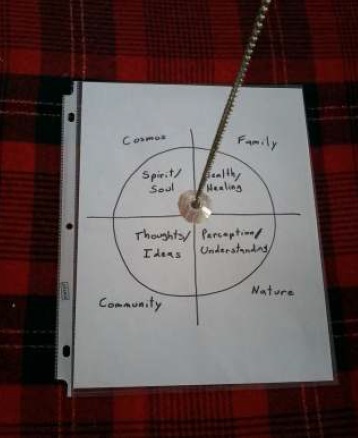 Cosmos
Family
Spirit/
Soul
Health/
Healing
Thoughts/
Ideas
Perception/
Understanding
Community
Nature